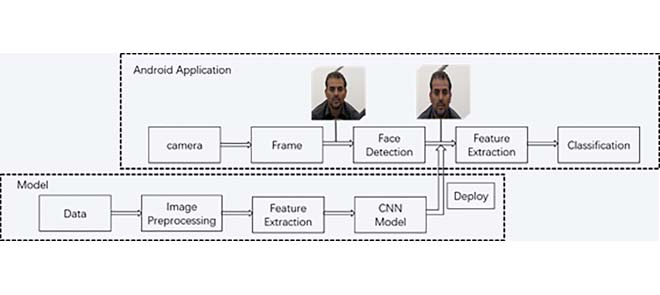 Android Application
camera
Frame
Face
Detection
Feature
Extraction
Classification
Model
Data
Image
Preprocessing
Feature
Extraction
CNN
Model
Deploy